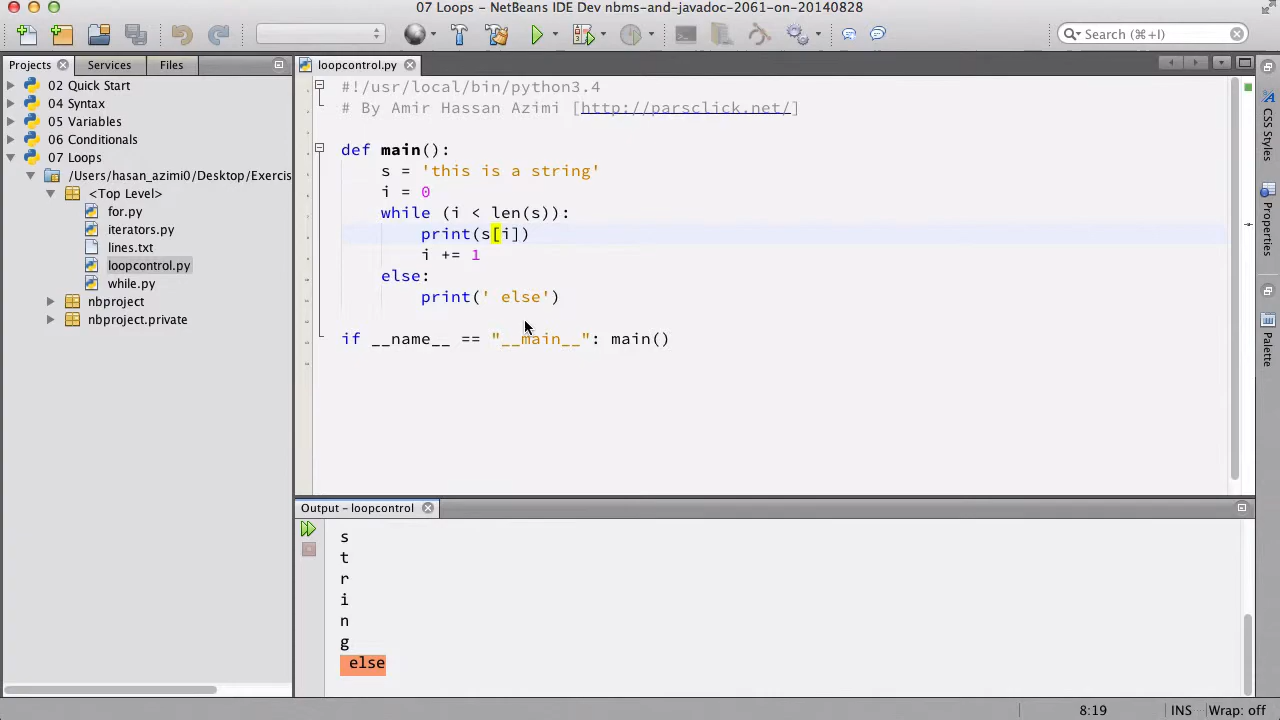 07 Loops - NetBeans IDE Dev nbms-and-javadoc-2061-on-20140828
Search (⌘+I)
Projects
Services
Files
02 Quick Start
04 Syntax
05 Variables
06 Conditionals
07 Loops
/Users/hasan_azimi0/Desktop/Exercis
<Top Level>
for.py
iterators.py
lines.txt
loopcontrol.py
while.py
nbproject
nbproject.private
loopcontrol.py
#!/usr/local/bin/python3.4
# By Amir Hassan Azimi [http://parsclick.net/]
def main():
s = 'this is a string'
i = 0
while (i < len(s)):
print(s[i])
i += 1
else:
print(' else')
if __name__ == "__main__": main()
Output - loopcontrol
s
t
r
i
n
g
else
CSS Styles
Properties
Palette
8:19
INS
Wrap: off